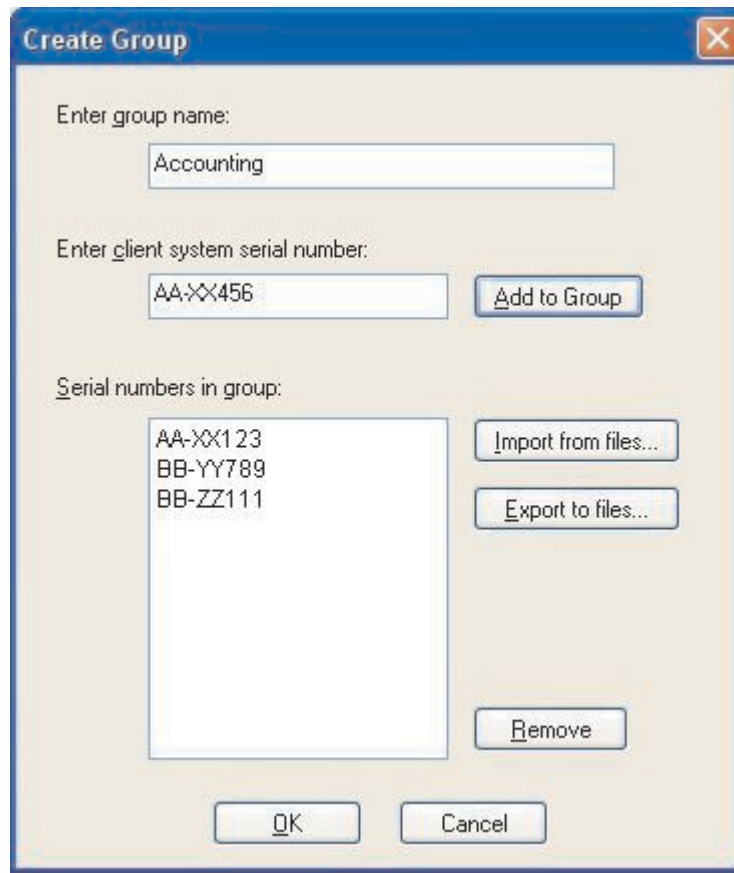 Create Group
Enter group name:
Accounting
Enter client system serial number:
AA-XX456
Add to Group
Serial numbers in group:
AA-XX123
BB-YY789
BB-ZZ111
Import from files...
Export to files...
Remove
OK
Cancel